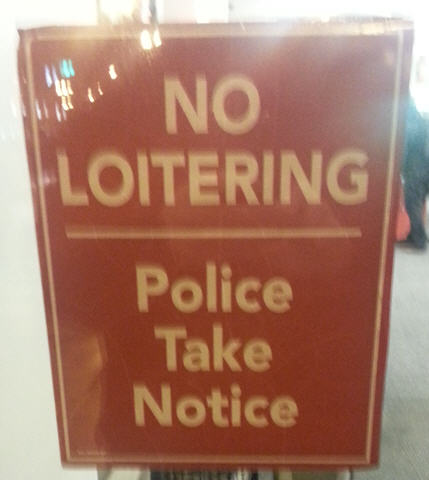 NO
LOITERING
Police
Take
Notice